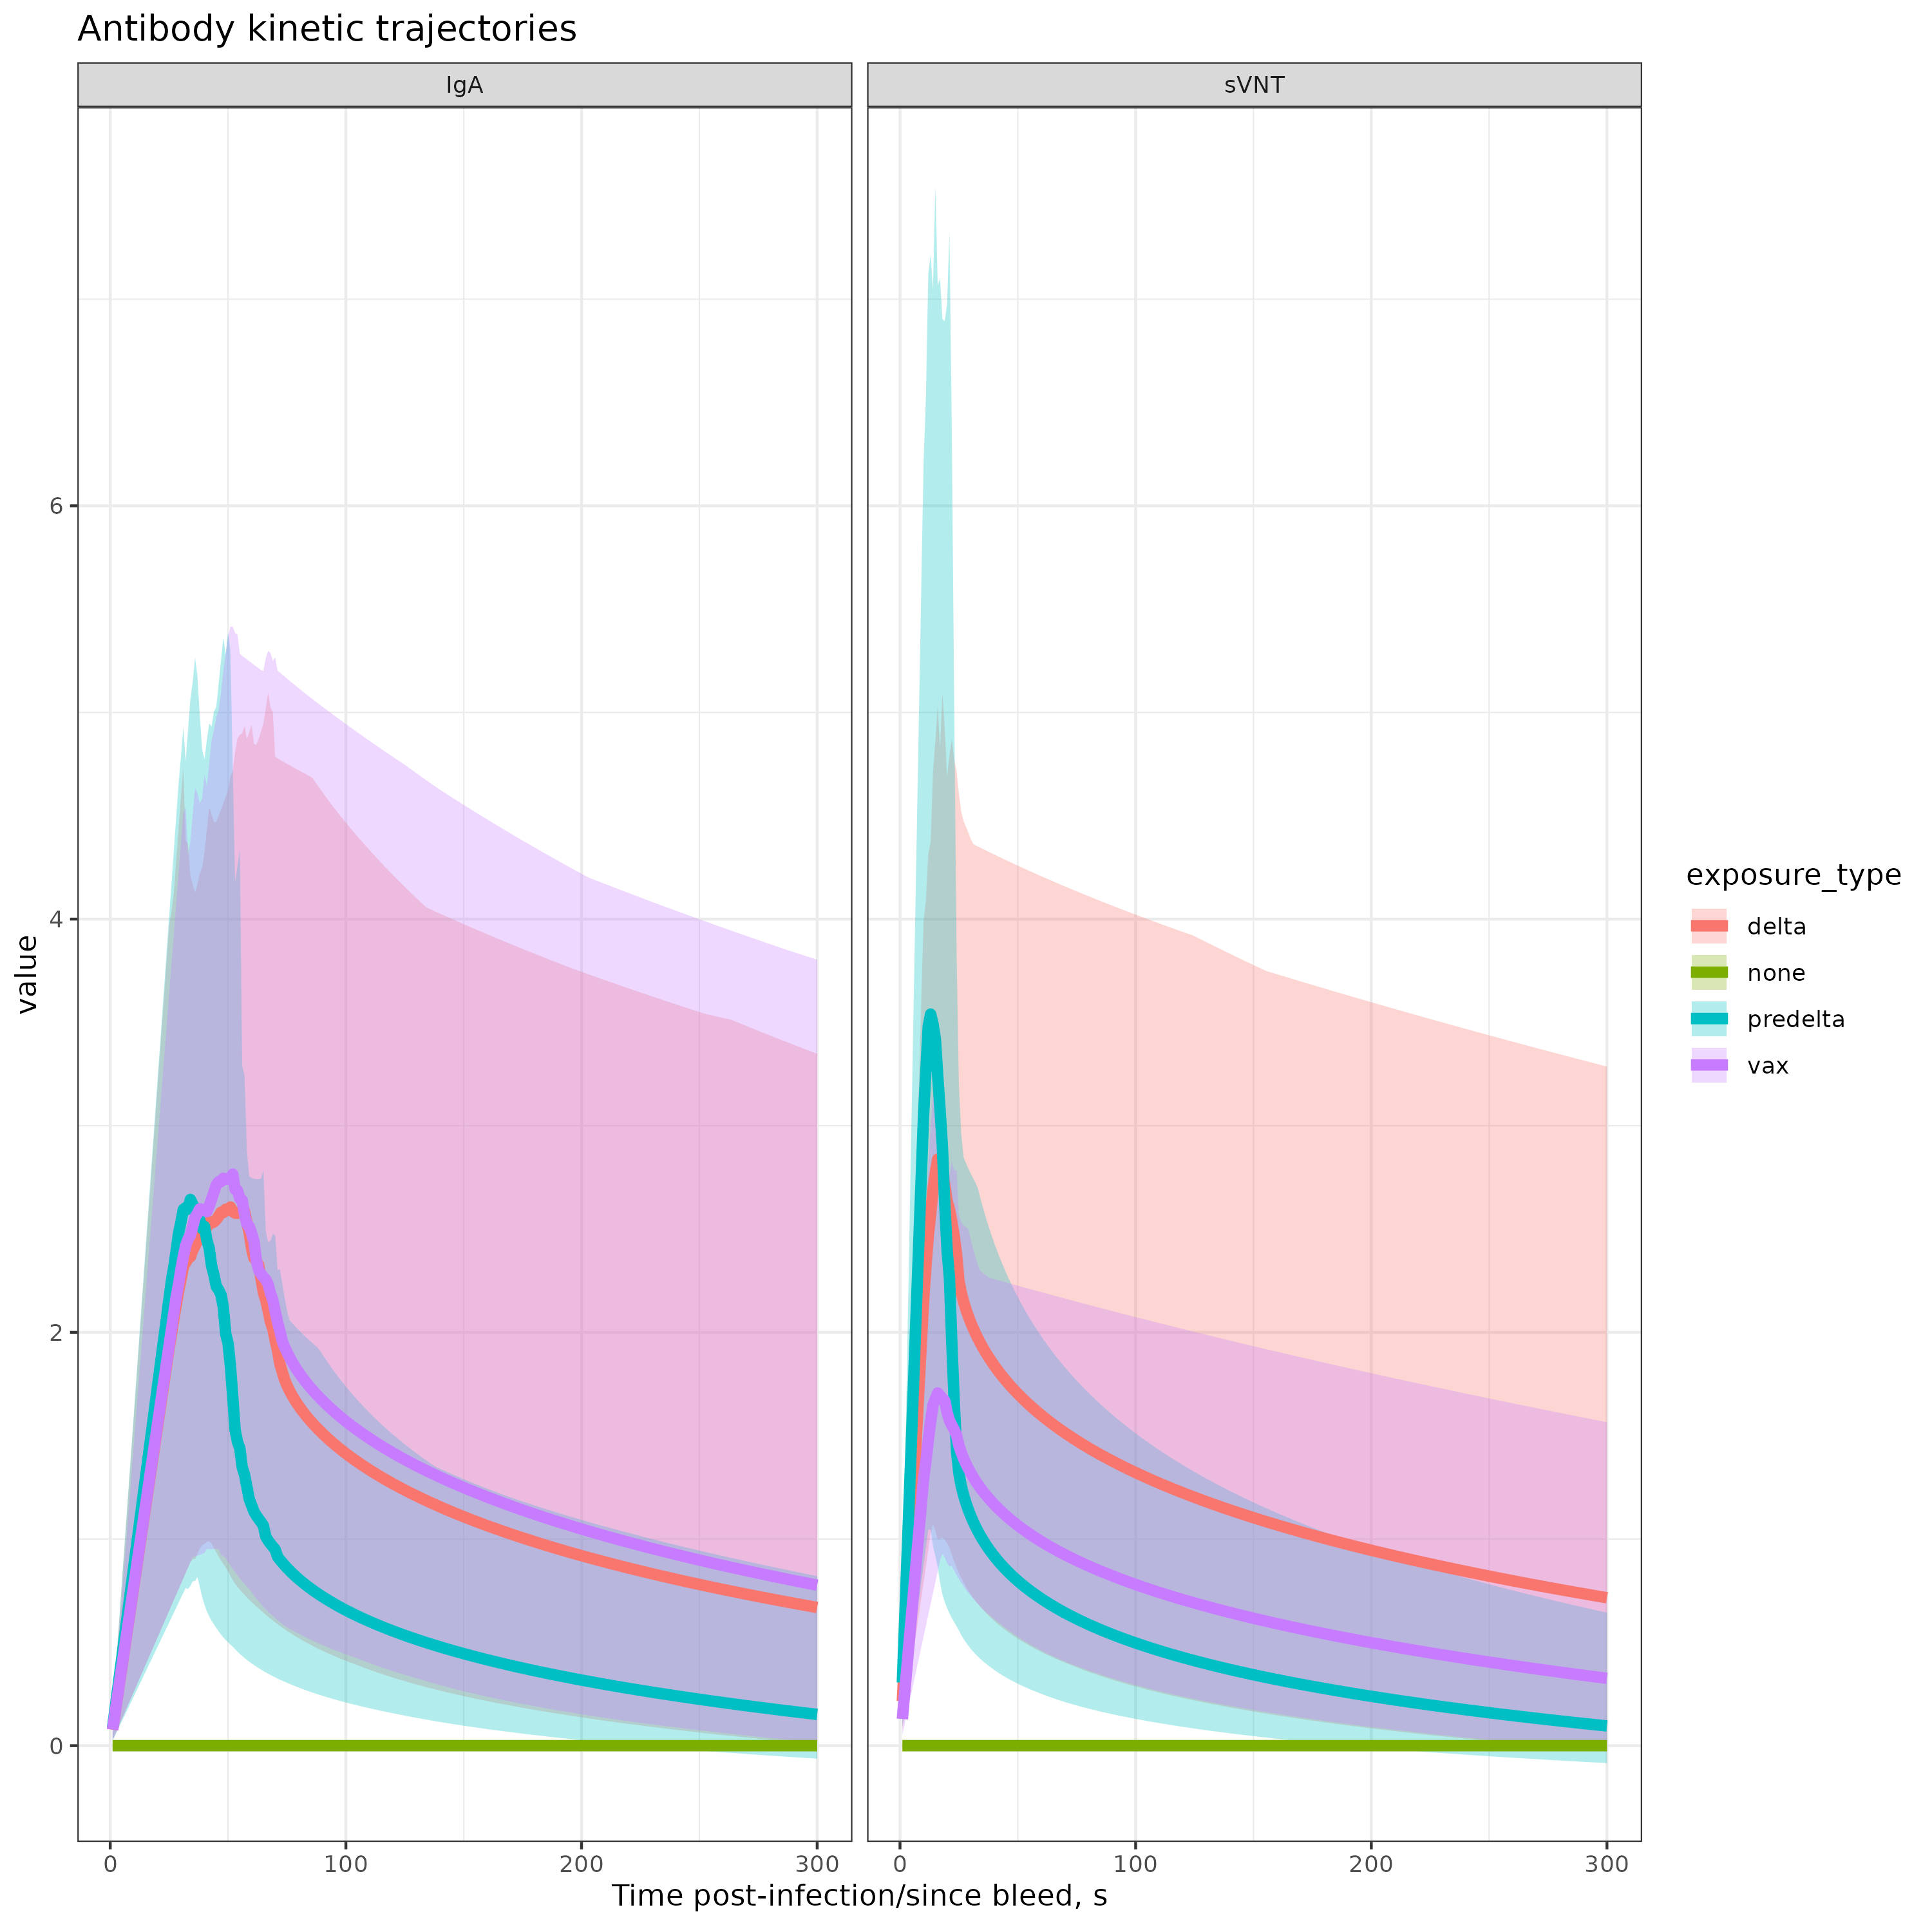 Antibody kinetic trajectories
IgA
sVNT
value
6
4
2
0
0
100
200
300
0
100
200
300
Time post-infection/since bleed, s
exposure_type
delta
none
predelta
vax